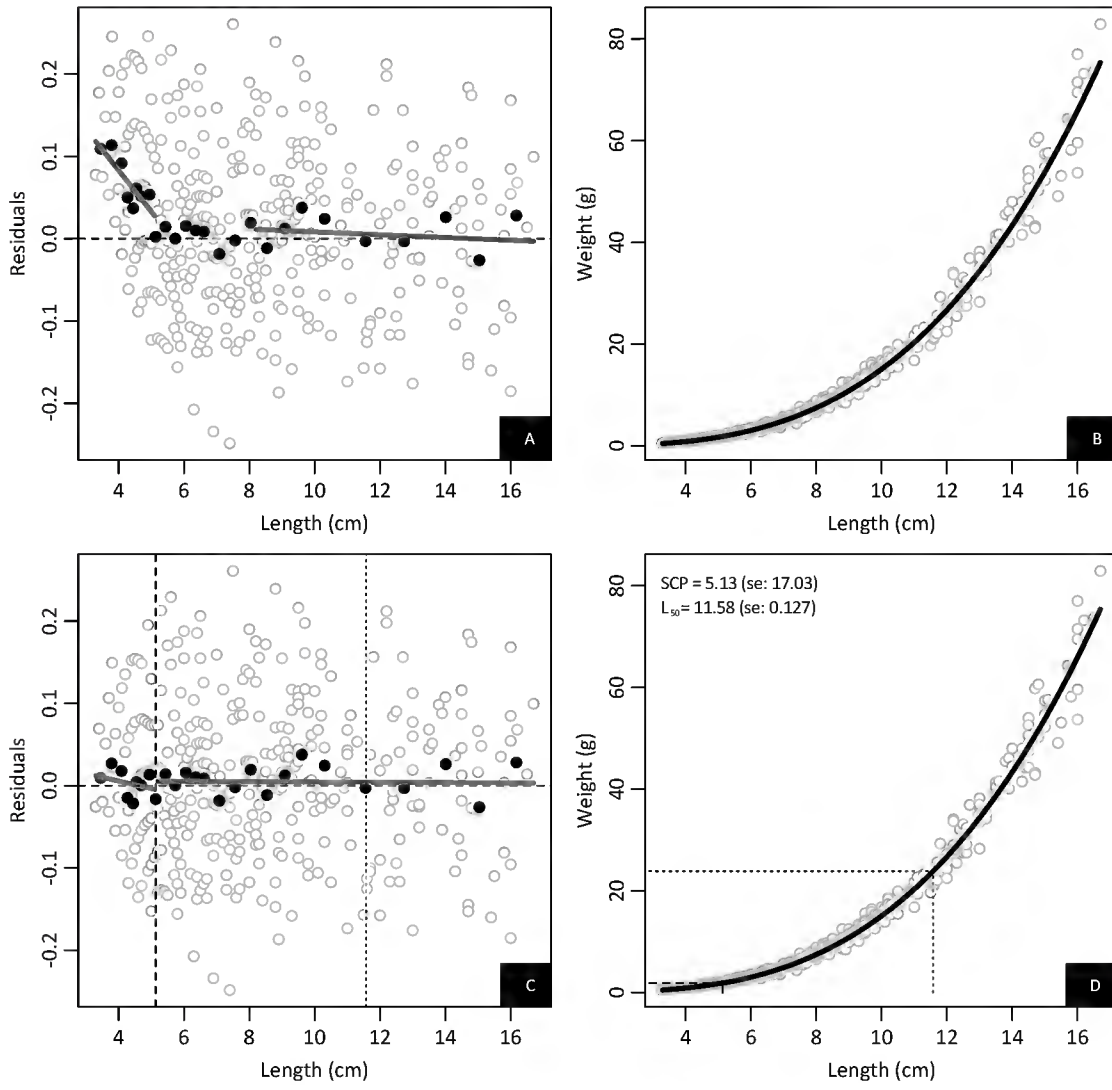 0.2
0.1
0.0
-0.1
-0.2
Residuals
A
4 6 8 10 12 14 16
Length (cm)
80
60
40
20
0
Weight (g)
B
4 6 8 10 12 14 16
Length (cm)
0.2
0.1
0.0
-0.1
-0.2
Residuals
C
4 6 8 10 12 14 16
Length (cm)
SCP = 5.13 (se: 17.03)
L50= 11.58 (se: 0.127)
80
60
40
20
0
Weight (g)
D
4 6 8 10 12 14 16
Length (cm)